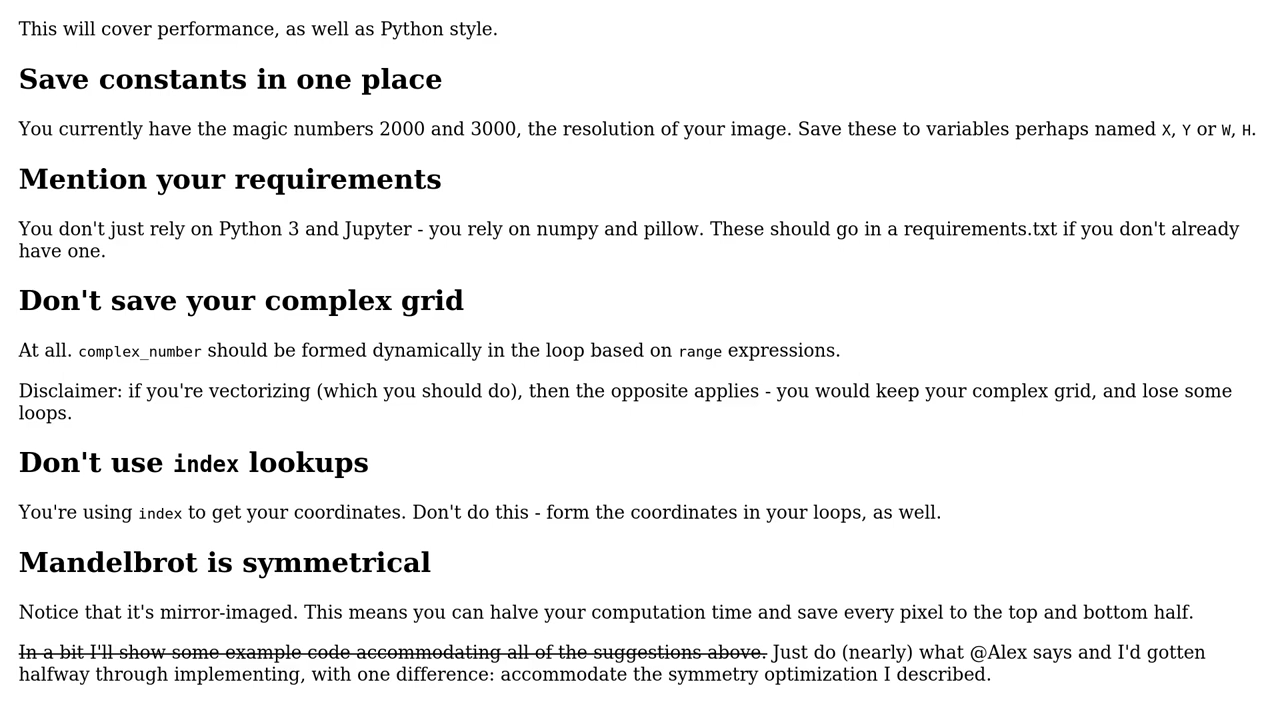 This will cover performance, as well as Python style.
Save constants in one place
You currently have the magic numbers 2000 and 3000, the resolution of your image. Save these to variables perhaps named X, Y or W, H.
Mention your requirements
You don't just rely on Python 3 and Jupyter - you rely on numpy and pillow. These should go in a requirements.txt if you don't already
have one.
Don't save your complex grid
At all. complex_number should be formed dynamically in the loop based on range expressions.
Disclaimer: if you're vectorizing (which you should do), then the opposite applies - you would keep your complex grid, and lose some
loops.
Don't use index lookups
You're using index to get your coordinates. Don't do this - form the coordinates in your loops, as well.
Mandelbrot is symmetrical
Notice that it's mirror-imaged. This means you can halve your computation time and save every pixel to the top and bottom half.
In a bit I'll show some example code accommodating all of the suggestions above. Just do (nearly) what @Alex says and I'd gotten
halfway through implementing, with one difference: accommodate the symmetry optimization I described.